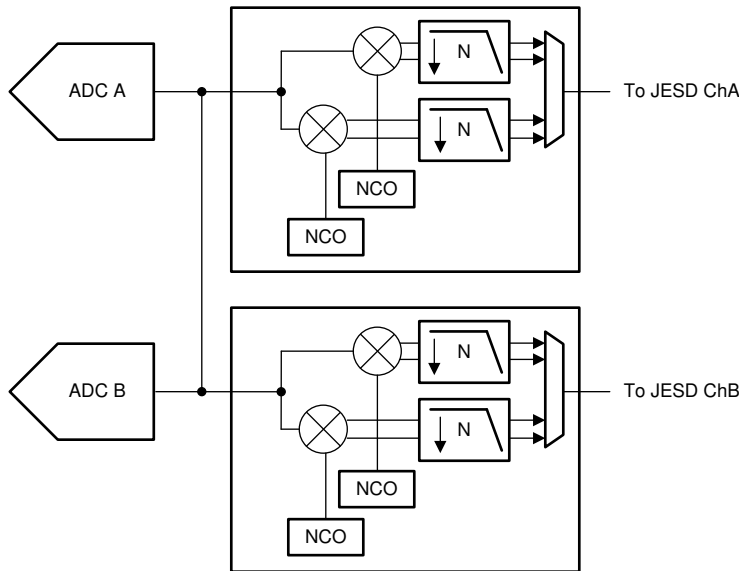 ADC A
N
To JESD ChA
N
NCO
NCO
ADC B
N
To JESD ChB
N
NCO
NCO